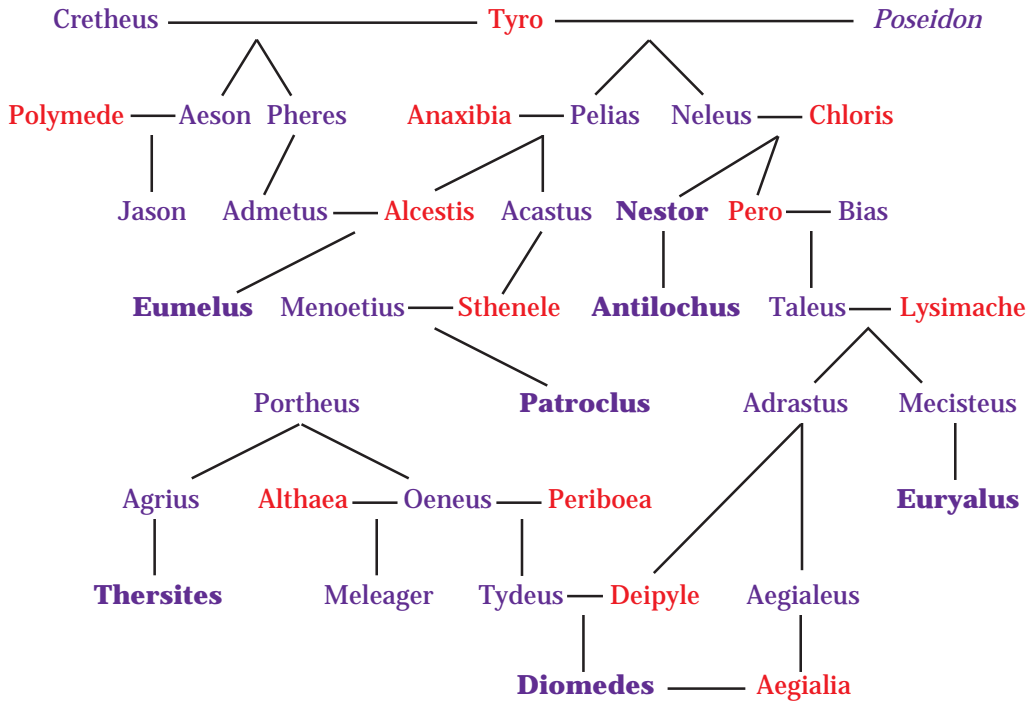 Cretheus Tyro Poseidon
Polymede Aeson Pheres Anaxibia Pelias Neleus Chloris
Jason Admetus Alcestis Acastus Nestor Pero Bias
Eumelus Menoetius Sthenele Antilochus Taleus Lysimache
Portheus Patroclus Adrastus Mecisteus
Agrius Althaea Oeneus Periboea Euryalus
Thersites Meleager Tydeus Deipyle Aegialeus
Diomedes Aegialia